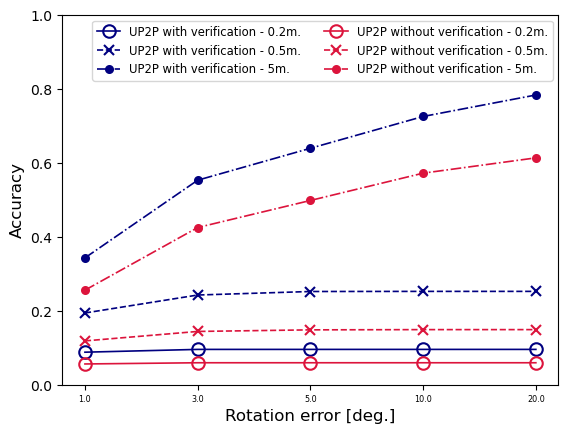 1.0
0.8
0.6
0.4
0.2
0.0
Accuracy
UP2P with verification - 0.2m.
UP2P with verification - 0.5m.
UP2P with verification - 5m.
UP2P without verification - 0.2m.
UP2P without verification - 0.5m.
UP2P without verification - 5m.
1.0 3.0 5.0 10.0 20.0
Rotation error [deg.]